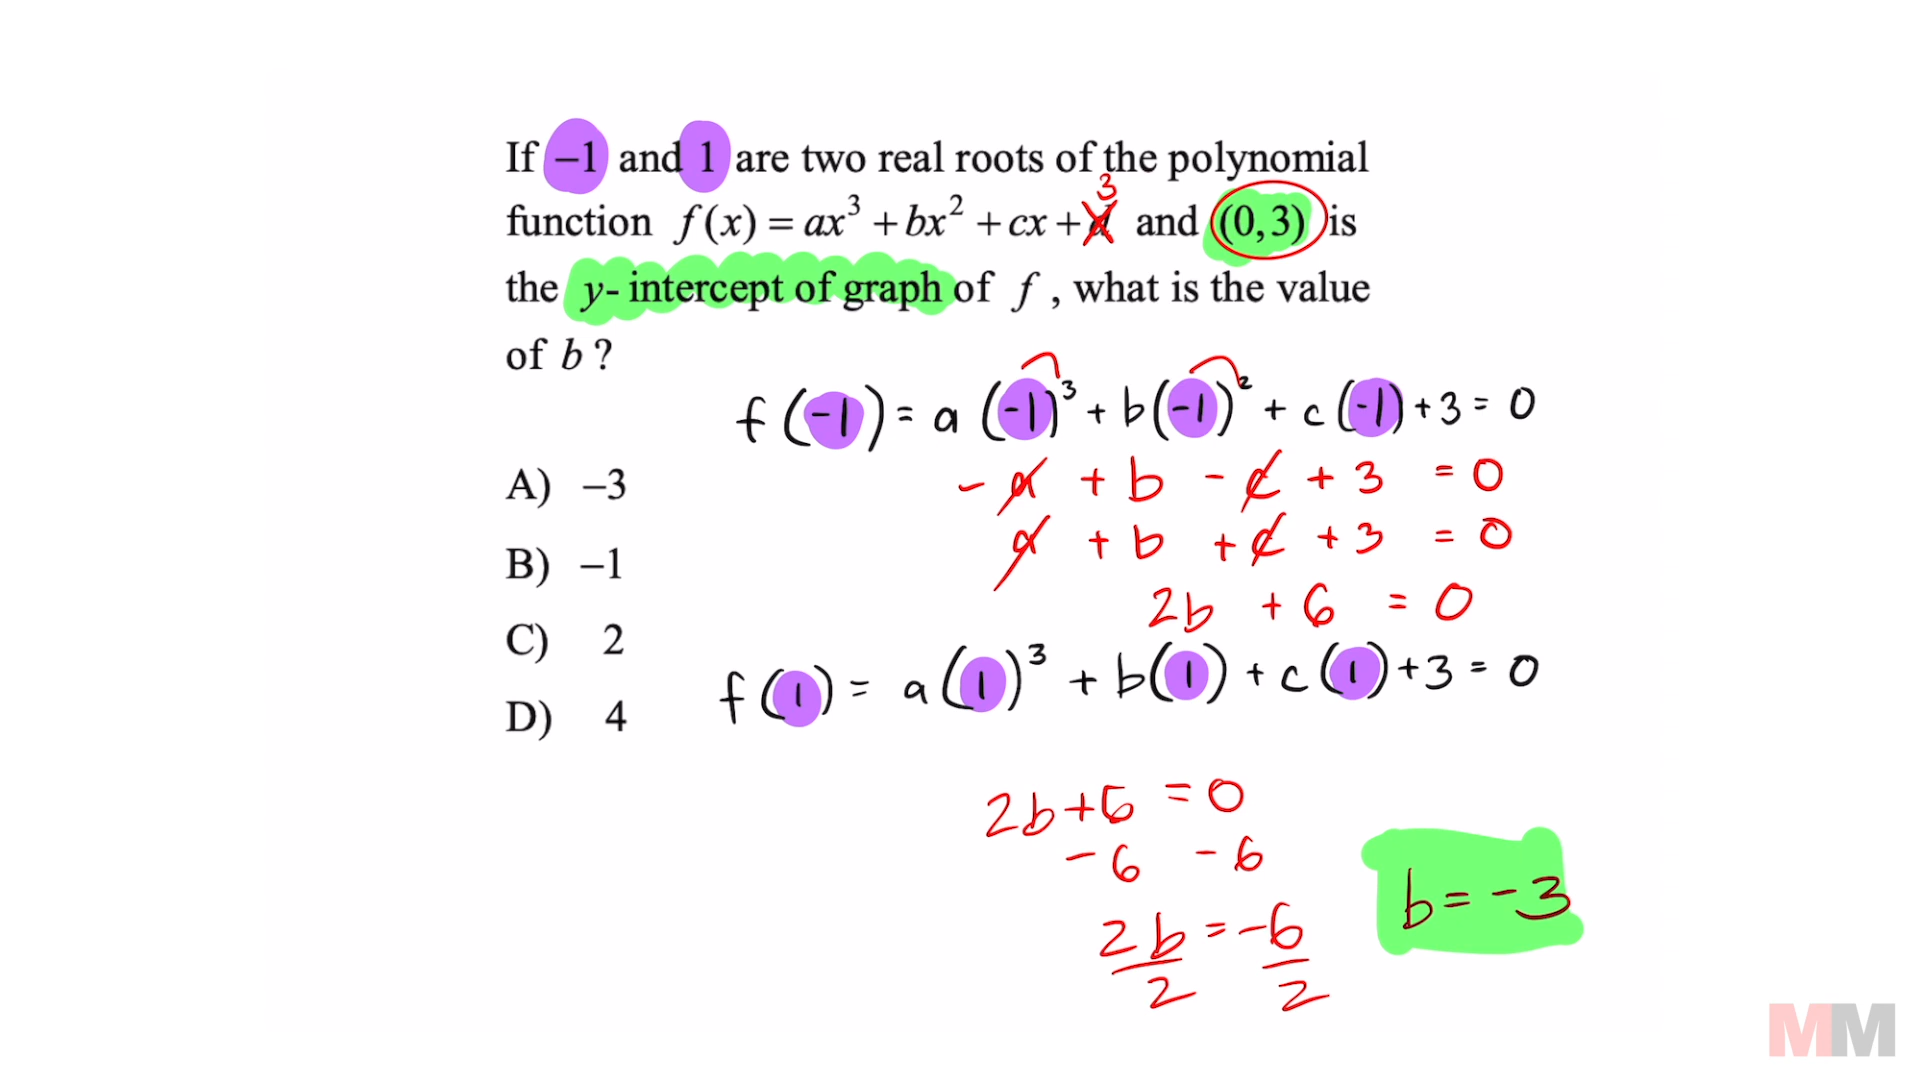 If −1 and 1 are two real roots of the polynomial
function f(x) = ax³ + bx² + cx + d and (0,3) is
3
the y- intercept of graph of f , what is the value
of b ?
f(-1) = a(-1)³ + b(-1)² + c(-1) + 3 = 0
A) −3
- a + b - c + 3 = 0
a + b + c + 3 = 0
B) −1
2b + 6 = 0
C) 2
f(1) = a(1)³ + b(1) + c(1) + 3 = 0
D) 4
2b + 6 = 0
- 6 - 6
2b = -6
2 2
b = -3
MM